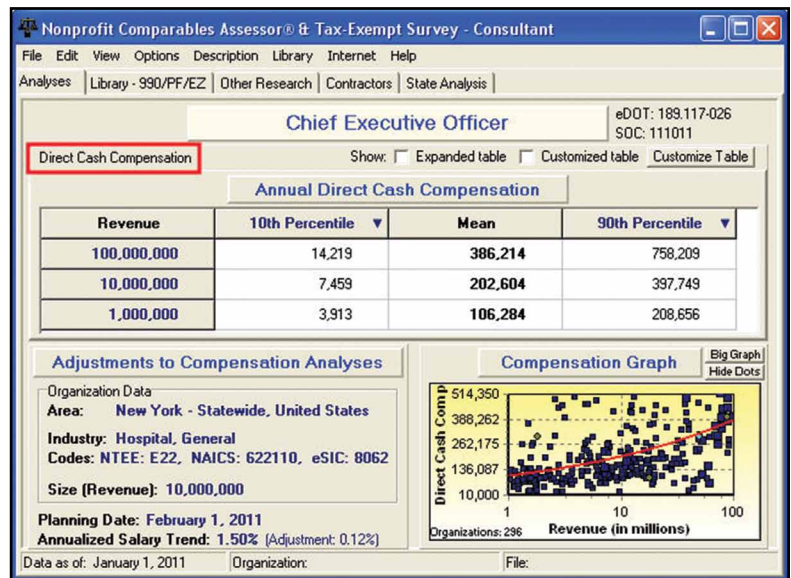 Nonprofit Comparables Assessor® & Tax-Exempt Survey - Consultant
File Edit View Options Description Library Internet Help
Analyses Library - 990/PF/EZ Other Research Contractors State Analysis
Chief Executive Officer
eDOT: 189.117-026
SOC: 111011
Direct Cash Compensation Show: Expanded table Customized table Customize Table
Annual Direct Cash Compensation
Revenue 10th Percentile ▼ Mean 90th Percentile ▼
100,000,000 14,219 386,214 758,209
10,000,000 7,459 202,604 397,749
1,000,000 3,913 106,284 208,656
Adjustments to Compensation Analyses
Organization Data
Area: New York - Statewide, United States
Industry: Hospital, General
Codes: NTEE: E22, NAICS: 622110, eSIC: 8062
Size (Revenue): 10,000,000
Planning Date: February 1, 2011
Annualized Salary Trend: 1.50% (Adjustment: 0.12%)
Compensation Graph
Big Graph
Hide Dots
Direct Cash Comp
514,350
388,262
262,175
136,087
10,000
1 10 100
Organizations: 296 Revenue (in millions)
Data as of: January 1, 2011 Organization: File: